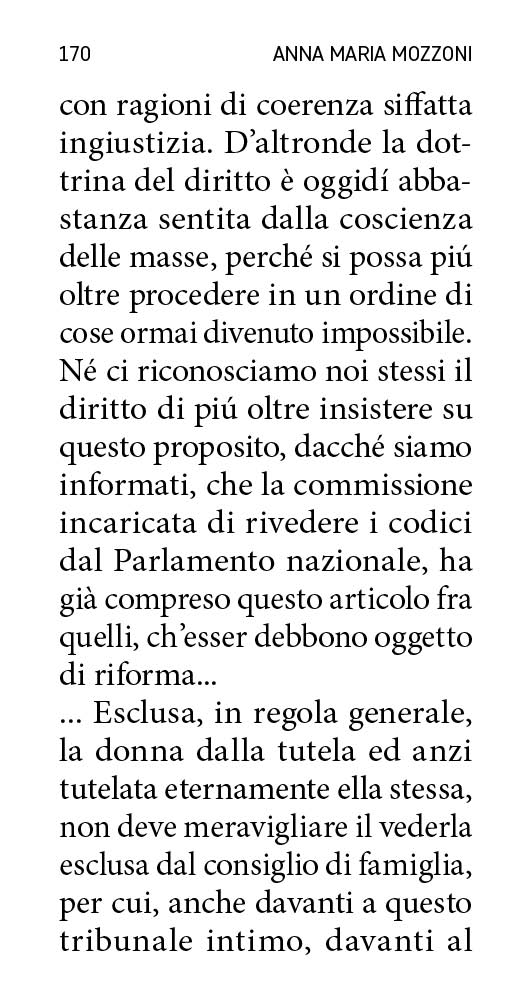 170 ANNA MARIA MOZZONI
con ragioni di coerenza siffatta
ingiustizia. D’altronde la dot-
trina del diritto è oggidí abba-
stanza sentita dalla coscienza
delle masse, perché si possa piú
oltre procedere in un ordine di
cose ormai divenuto impossibile.
Né ci riconosciamo noi stessi il
diritto di piú oltre insistere su
questo proposito, dacché siamo
informati, che la commissione
incaricata di rivedere i codici
dal Parlamento nazionale, ha
già compreso questo articolo fra
quelli, ch’esser debbono oggetto
di riforma...
... Esclusa, in regola generale,
la donna dalla tutela ed anzi
tutelata eternamente ella stessa,
non deve meravigliare il vederla
esclusa dal consiglio di famiglia,
per cui, anche davanti a questo
tribunale intimo, davanti al